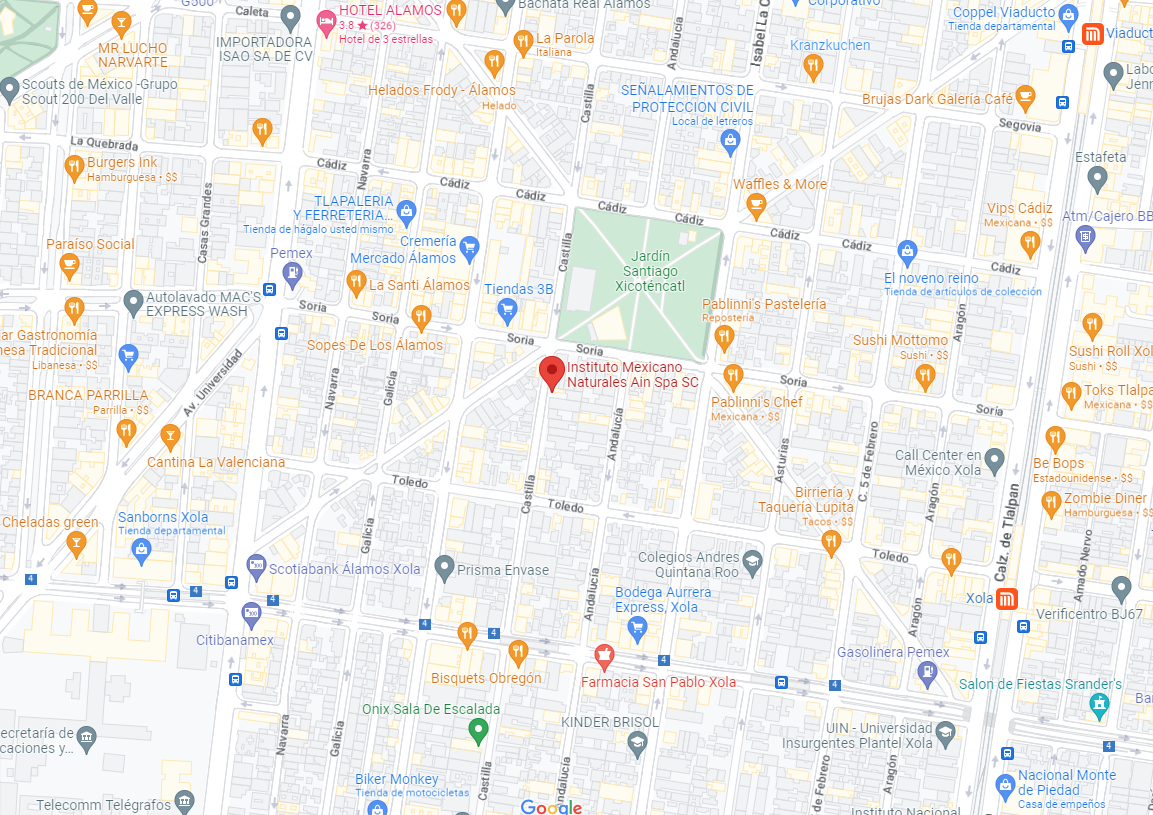 G500
Caleta
HOTEL ALAMOS
3.8 ★ (326)
Hotel de 3 estrellas
Bachata Real Alamos
Corporativo
Coppel Viaducto
Tienda departamental
Viaduct
MR LUCHO
NARVARTE
IMPORTADORA
ISAO SA DE CV
La Parola
Italiana
Andalucía
Isabel La C
Kranzkuchen
Scouts de México -Grupo
Scout 200 Del Valle
Helados Frody - Álamos
Helado
Castilla
SEÑALAMIENTOS DE
PROTECCION CIVIL
Local de letreros
Brujas Dark Galería Café
Labo
Jenn
Segovia
La Quebrada
Burgers Ink
Hamburguesa • $$
Navarra
Cádiz
Cádiz
Cádiz
Cádiz
Cádiz
Cádiz
Cádiz
Cádiz
Estafeta
Waffles & More
Casas Grandes
TLAPALERIA
Y FERRETERIA...
Tienda de hágalo usted mismo
Vips Cádiz
Mexicana • $$
Atm/Cajero BB
Paraíso Social
Pemex
Cremería
Mercado Álamos
Castilla
Jardín
Santiago
Xicoténcatl
El noveno reino
Tienda de artículos de colección
Autolavado MAC'S
EXPRESS WASH
La Santi Álamos
Tiendas 3B
Pablinni's Pastelería
Repostería
Aragón
Soria
Soria
Soria
Soria
Soria
Soria
ar Gastronomía
nesa Tradicional
Libanesa • $$
Sopes De Los Álamos
Sushi Mottomo
Sushi • $$
Sushi Roll Xol
Sushi • $$
Av. Universidad
Navarra
Galicia
Instituto Mexicano
Naturales Ain Spa SC
BRANCA PARRILLA
Parrilla • $$
Pablinni's Chef
Mexicana • $$
Toks Tlalpa
Mexicana • $$
Andalucía
Asturias
C. 5 de Febrero
Cantina La Valenciana
Call Center en
México Xola
Be Bops
Estadounidense • $$
Toledo
Castilla
Toledo
Aragón
Calz. de Tlalpan
Birriería y
Taquería Lupita
Tacos • $$
Zombie Diner
Hamburguesa • $$
Cheladas green
Sanborns Xola
Tienda departamental
Galicia
Amado Nervo
Scotiabank Álamos Xola
Prisma Envase
Colegios Andres
Quintana Roo
Toledo
4
4
4
4
4
4
4
4
Andalucía
Bodega Aurrera
Express, Xola
Aragón
Xola
Verificentro BJ67
Citibanamex
Gasolinera Pemex
Bisquets Obregón
Farmacia San Pablo Xola
Salon de Fiestas Srander's
Ba
Onix Sala De Escalada
KINDER BRISOL
UIN - Universidad
Insurgentes Plantel Xola
ecretaría de
caciones y...
Navarra
Galicia
Castilla
Andalucía
de Febrero
Aragón
Biker Monkey
Tienda de motocicletas
Nacional Monte
de Piedad
Casa de empeños
Telecomm Telégrafos
Google
Instituto Nacional